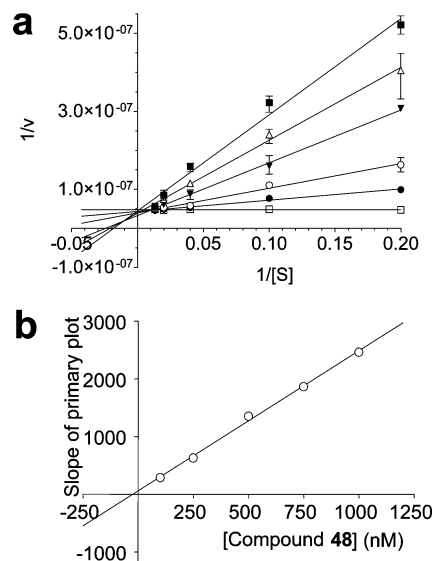 a
5.0×10⁻⁰⁷
3.0×10⁻⁰⁷
1.0×10⁻⁰⁷
-0.05 0.05 0.10 0.15 0.20
-1.0×10⁻⁰⁷
1/v
1/[S]
b
3000
2000
1000
-250 250 500 750 1000 1250
-1000
Slope of primary plot
[Compound 48] (nM)